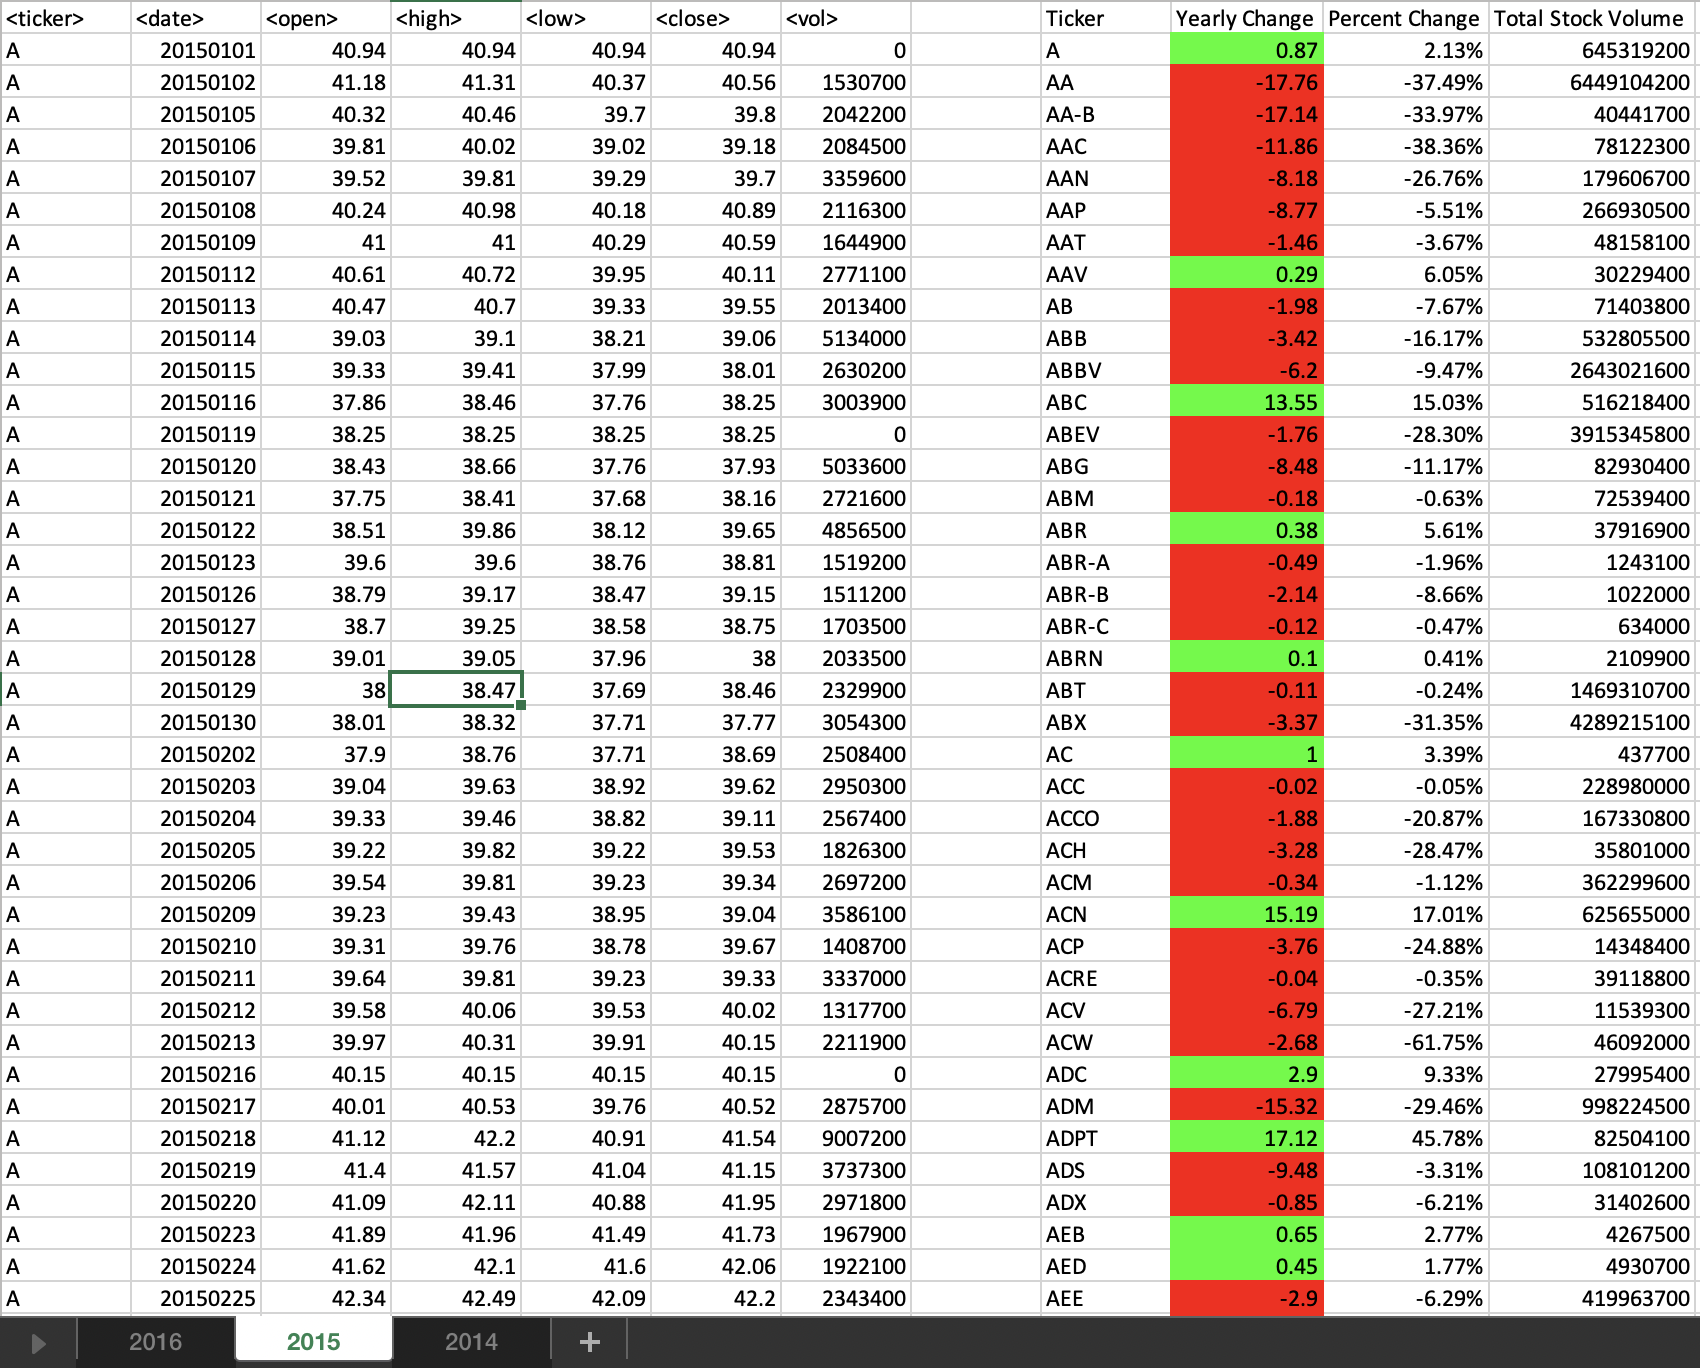 <ticker> <date> <open> <high> <low> <close> <vol> Ticker Yearly Change Percent Change Total Stock Volume
A 20150101 40.94 40.94 40.94 40.94 0 A 0.87 2.13% 645319200
A 20150102 41.18 41.31 40.37 40.56 1530700 AA -17.76 -37.49% 6449104200
A 20150105 40.32 40.46 39.7 39.8 2042200 AA-B -17.14 -33.97% 40441700
A 20150106 39.81 40.02 39.02 39.18 2084500 AAC -11.86 -38.36% 78122300
A 20150107 39.52 39.81 39.29 39.7 3359600 AAN -8.18 -26.76% 179606700
A 20150108 40.24 40.98 40.18 40.89 2116300 AAP -8.77 -5.51% 266930500
A 20150109 41 41 40.29 40.59 1644900 AAT -1.46 -3.67% 48158100
A 20150112 40.61 40.72 39.95 40.11 2771100 AAV 0.29 6.05% 30229400
A 20150113 40.47 40.7 39.33 39.55 2013400 AB -1.98 -7.67% 71403800
A 20150114 39.03 39.1 38.21 39.06 5134000 ABB -3.42 -16.17% 532805500
A 20150115 39.33 39.41 37.99 38.01 2630200 ABBV -6.2 -9.47% 2643021600
A 20150116 37.86 38.46 37.76 38.25 3003900 ABC 13.55 15.03% 516218400
A 20150119 38.25 38.25 38.25 38.25 0 ABEV -1.76 -28.30% 3915345800
A 20150120 38.43 38.66 37.76 37.93 5033600 ABG -8.48 -11.17% 82930400
A 20150121 37.75 38.41 37.68 38.16 2721600 ABM -0.18 -0.63% 72539400
A 20150122 38.51 39.86 38.12 39.65 4856500 ABR 0.38 5.61% 37916900
A 20150123 39.6 39.6 38.76 38.81 1519200 ABR-A -0.49 -1.96% 1243100
A 20150126 38.79 39.17 38.47 39.15 1511200 ABR-B -2.14 -8.66% 1022000
A 20150127 38.7 39.25 38.58 38.75 1703500 ABR-C -0.12 -0.47% 634000
A 20150128 39.01 39.05 37.96 38 2033500 ABRN 0.1 0.41% 2109900
A 20150129 38 38.47 37.69 38.46 2329900 ABT -0.11 -0.24% 1469310700
A 20150130 38.01 38.32 37.71 37.77 3054300 ABX -3.37 -31.35% 4289215100
A 20150202 37.9 38.76 37.71 38.69 2508400 AC 1 3.39% 437700
A 20150203 39.04 39.63 38.92 39.62 2950300 ACC -0.02 -0.05% 228980000
A 20150204 39.33 39.46 38.82 39.11 2567400 ACCO -1.88 -20.87% 167330800
A 20150205 39.22 39.82 39.22 39.53 1826300 ACH -3.28 -28.47% 35801000
A 20150206 39.54 39.81 39.23 39.34 2697200 ACM -0.34 -1.12% 362299600
A 20150209 39.23 39.43 38.95 39.04 3586100 ACN 15.19 17.01% 625655000
A 20150210 39.31 39.76 38.78 39.67 1408700 ACP -3.76 -24.88% 14348400
A 20150211 39.64 39.81 39.23 39.33 3337000 ACRE -0.04 -0.35% 39118800
A 20150212 39.58 40.06 39.53 40.02 1317700 ACV -6.79 -27.21% 11539300
A 20150213 39.97 40.31 39.91 40.15 2211900 ACW -2.68 -61.75% 46092000
A 20150216 40.15 40.15 40.15 40.15 0 ADC 2.9 9.33% 27995400
A 20150217 40.01 40.53 39.76 40.52 2875700 ADM -15.32 -29.46% 998224500
A 20150218 41.12 42.2 40.91 41.54 9007200 ADPT 17.12 45.78% 82504100
A 20150219 41.4 41.57 41.04 41.15 3737300 ADS -9.48 -3.31% 108101200
A 20150220 41.09 42.11 40.88 41.95 2971800 ADX -0.85 -6.21% 31402600
A 20150223 41.89 41.96 41.49 41.73 1967900 AEB 0.65 2.77% 4267500
A 20150224 41.62 42.1 41.6 42.06 1922100 AED 0.45 1.77% 4930700
A 20150225 42.34 42.49 42.09 42.2 2343400 AEE -2.9 -6.29% 419963700
2016 2015 2014 +